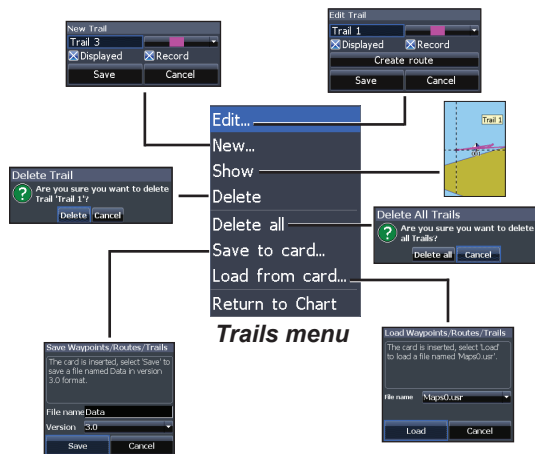 New Trail
Trail 3
Displayed Record
Save Cancel
Edit Trail
Trail 1
Displayed Record
Create route
Save Cancel
Edit...
New...
Show
Delete
Delete all
Save to card...
Load from card...
Return to Chart
Trails menu
Trail 1
Delete Trail
Are you sure you want to delete
Trail 'Trail 1'?
Delete Cancel
Delete All Trails
Are you sure you want to delete
all Trails?
Delete all Cancel
Save Waypoints/Routes/Trails
The card is inserted, select 'Save' to
save a file named Data in version
3.0 format.
File name Data
Version 3.0
Save Cancel
Load Waypoints/Routes/Trails
The card is inserted, select 'Load'
to load a file named 'Maps0.usr'.
File name Maps0.usr
Load Cancel